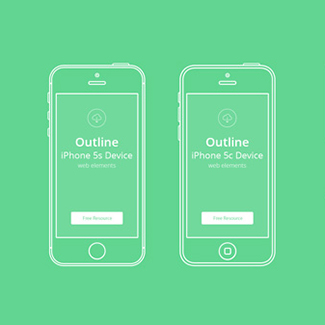 Outline
iPhone 5s Device
web elements
Free Resource
Outline
iPhone 5c Device
web elements
Free Resource